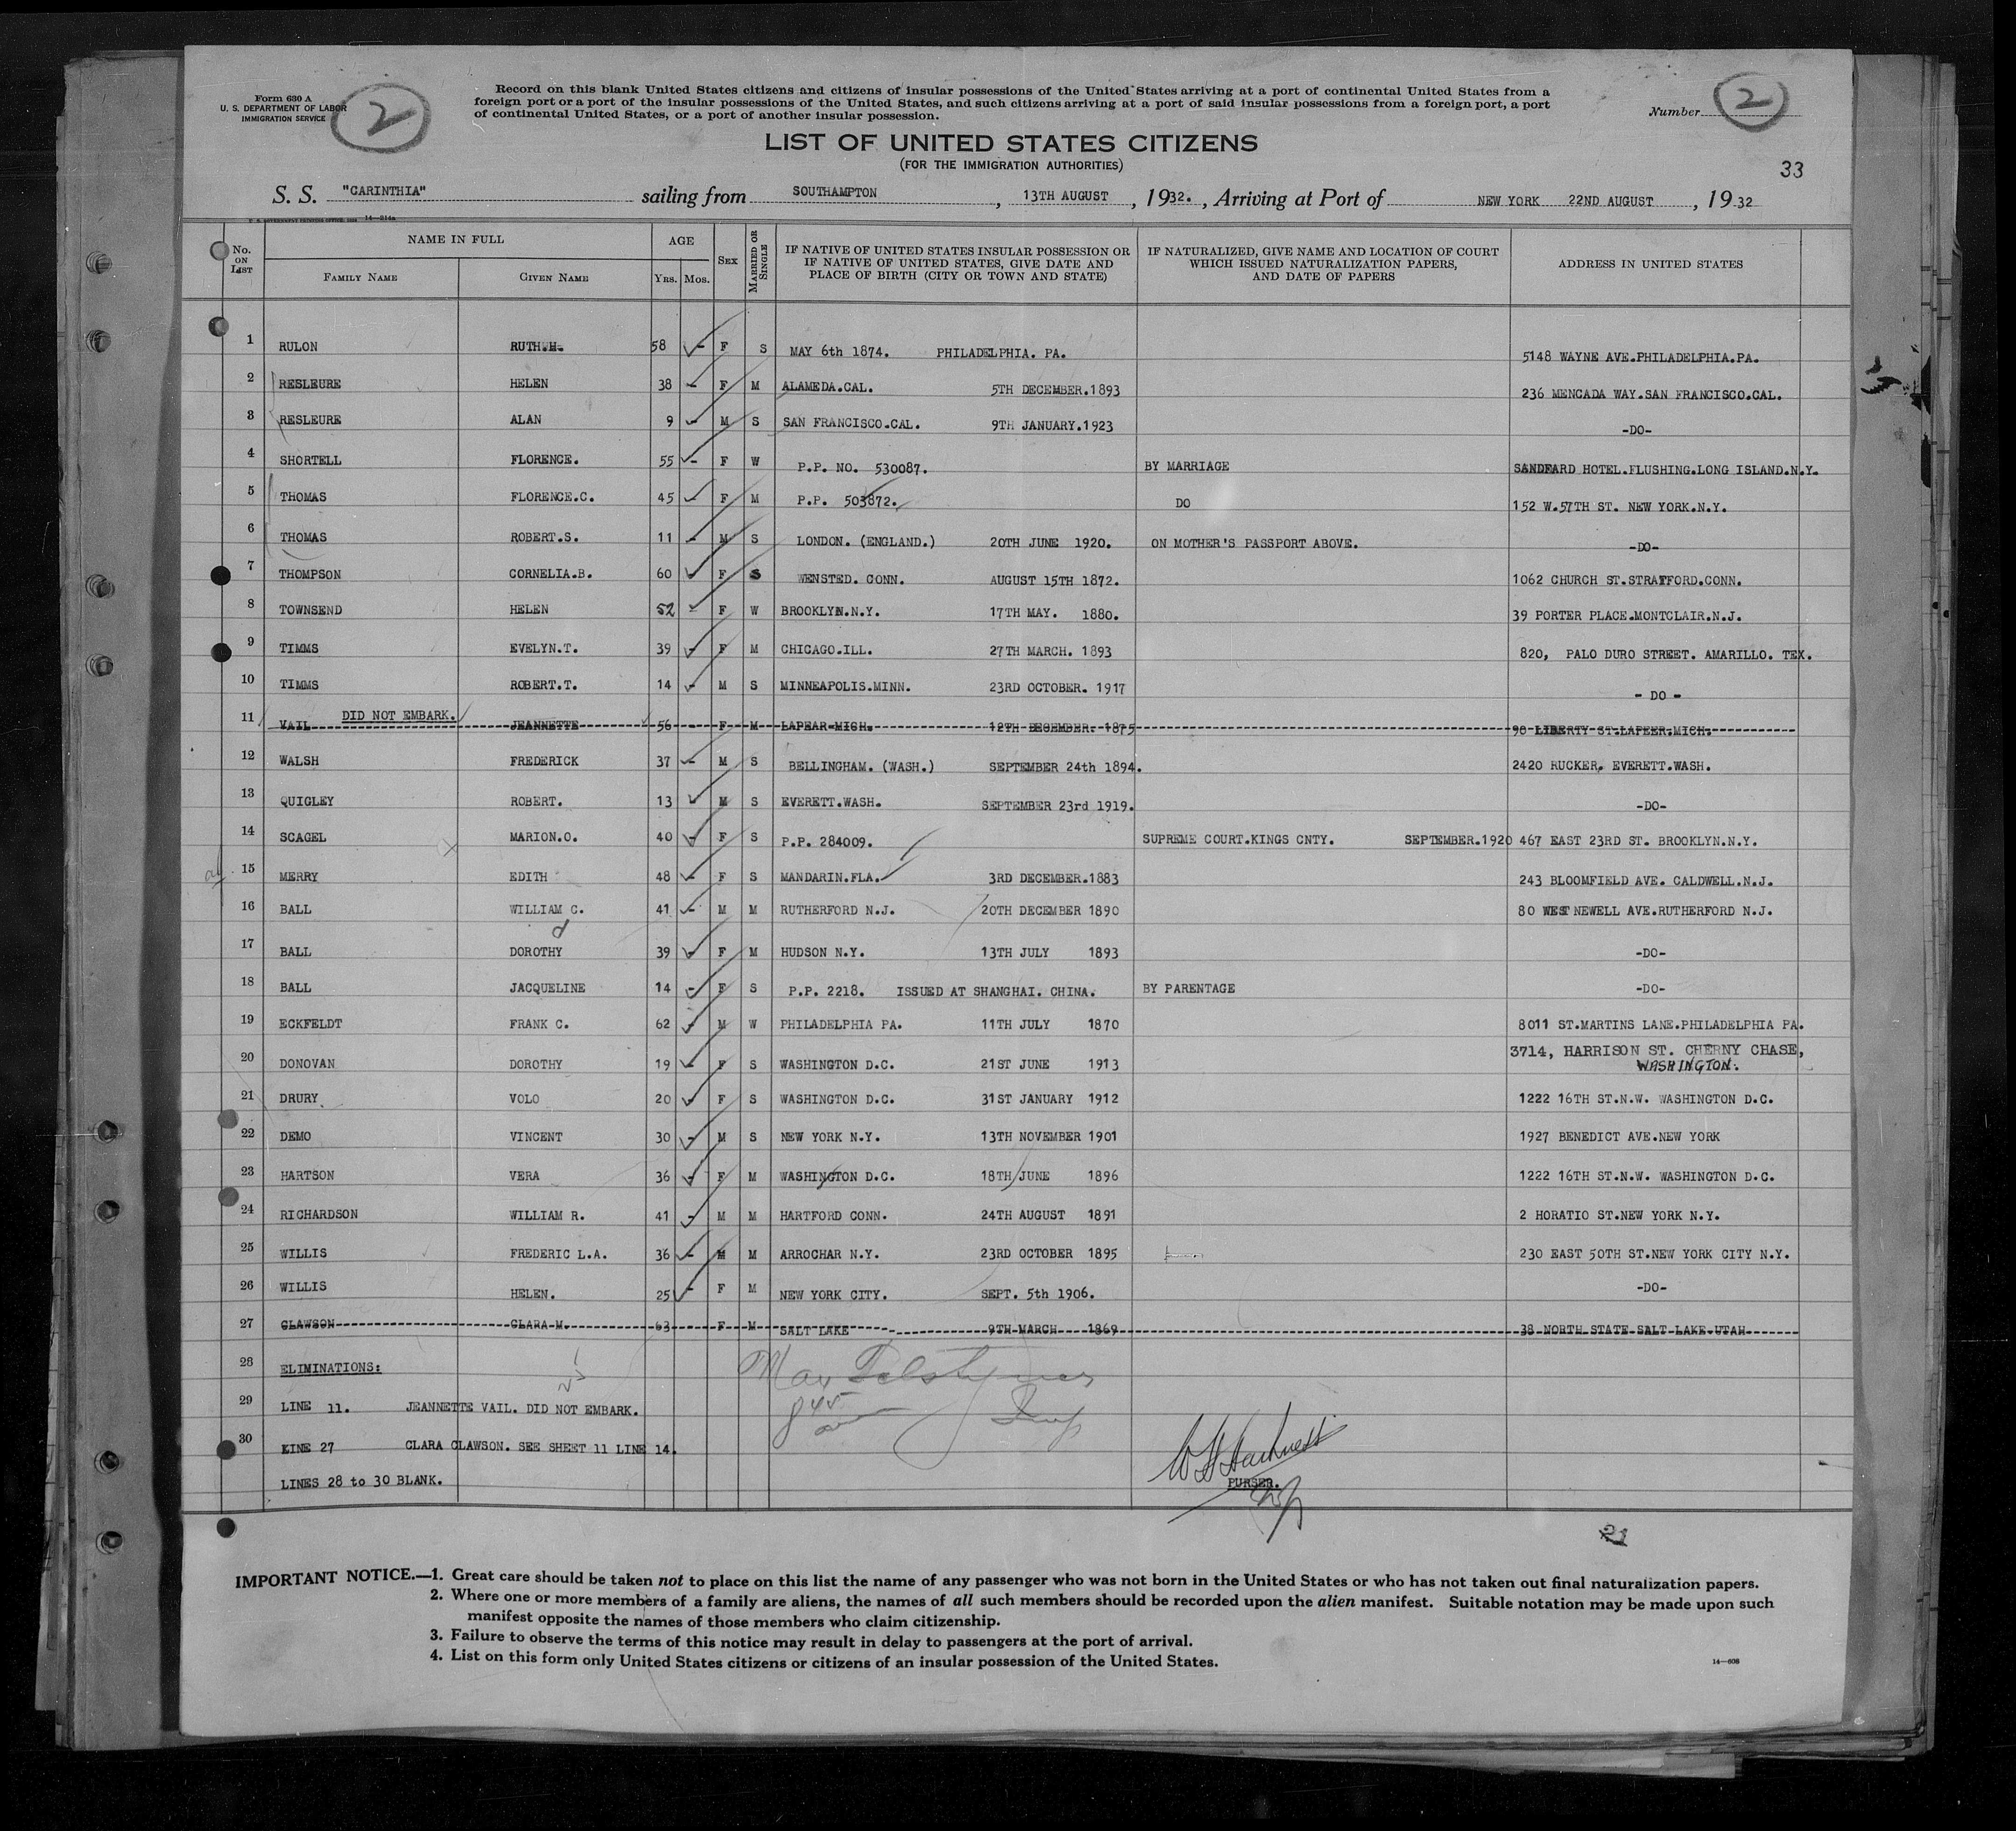 Form 630 A
U. S. DEPARTMENT OF LABOR
IMMIGRATION SERVICE
2
Record on this blank United States citizens and citizens of insular possessions of the United States arriving at a port of continental United States from a
foreign port or a port of the insular possessions of the United States, and such citizens arriving at a port of said insular possessions from a foreign port, a port
of continental United States, or a port of another insular possession.
Number 2
LIST OF UNITED STATES CITIZENS
(FOR THE IMMIGRATION AUTHORITIES)
33
S. S. "CARINTHIA" sailing from SOUTHAMPTON, 13TH AUGUST, 1932., Arriving at Port of NEW YORK 22ND AUGUST, 1932
14—214a
No. ON LIST NAME IN FULL FAMILY NAME GIVEN NAME AGE YRS. MOS. SEX MARRIED OR SINGLE IF NATIVE OF UNITED STATES INSULAR POSSESSION OR IF NATIVE OF UNITED STATES, GIVE DATE AND PLACE OF BIRTH (CITY OR TOWN AND STATE) IF NATURALIZED, GIVE NAME AND LOCATION OF COURT WHICH ISSUED NATURALIZATION PAPERS, AND DATE OF PAPERS ADDRESS IN UNITED STATES
1 RULON RUTH.H. 58 - F S MAY 6th 1874. PHILADELPHIA. PA. 5148 WAYNE AVE.PHILADELPHIA.PA.
2 RESLEURE HELEN 38 - F M ALAMEDA.CAL. 5TH DECEMBER.1893 236 MENCADA WAY.SAN FRANCISCO.CAL.
3 RESLEURE ALAN 9 - M S SAN FRANCISCO.CAL. 9TH JANUARY.1923 -DO-
4 SHORTELL FLORENCE. 55 - F W P.P. NO. 530087. BY MARRIAGE SANDFARD HOTEL.FLUSHING.LONG ISLAND.N.Y.
5 THOMAS FLORENCE.C. 45 - F M P.P. 503872. DO 152 W.57TH ST. NEW YORK.N.Y.
6 THOMAS ROBERT.S. 11 - M S LONDON. (ENGLAND.) 20TH JUNE 1920. ON MOTHER'S PASSPORT ABOVE. -DO-
7 THOMPSON CORNELIA.B. 60 F S WENSTED. CONN. AUGUST 15TH 1872. 1062 CHURCH ST.STRATFORD.CONN.
8 TOWNSEND HELEN 52 - F W BROOKLYN.N.Y. 17TH MAY. 1880. 39 PORTER PLACE.MONTCLAIR.N.J.
9 TIMMS EVELYN.T. 39 - F M CHICAGO.ILL. 27TH MARCH. 1893 820, PALO DURO STREET. AMARILLO. TEX.
10 TIMMS ROBERT.T. 14 - M S MINNEAPOLIS.MINN. 23RD OCTOBER. 1917 - DO -
DID NOT EMBARK.
11 VAIL JEANNETTE 56 - F M LAPEAR MICH. 12TH DECEMBER. 1875 90 LIBERTY ST.LAPEER.MICH.
12 WALSH FREDERICK 37 - M S BELLINGHAM. (WASH.) SEPTEMBER 24th 1894. 2420 RUCKER. EVERETT.WASH.
13 QUIGLEY ROBERT. 13 M S EVERETT.WASH. SEPTEMBER 23rd 1919. -DO-
14 SCAGEL MARION.O. 40 - F S P.P. 284009. SUPREME COURT.KINGS CNTY. SEPTEMBER.1920 467 EAST 23RD ST. BROOKLYN.N.Y.
15 MERRY EDITH 48 - F S MANDARIN.FLA. 3RD DECEMBER.1883 243 BLOOMFIELD AVE. CALDWELL.N.J.
16 BALL WILLIAM C. 41 - M M RUTHERFORD N.J. 20TH DECEMBER 1890 80 WEST NEWELL AVE.RUTHERFORD N.J.
17 BALL DOROTHY 39 - F M HUDSON N.Y. 13TH JULY 1893 -DO-
18 BALL JACQUELINE 14 - F S P.P. 2218. ISSUED AT SHANGHAI. CHINA. BY PARENTAGE -DO-
19 ECKFELDT FRANK C. 62 - M W PHILADELPHIA PA. 11TH JULY 1870 8011 ST.MARTINS LANE.PHILADELPHIA PA.
20 DONOVAN DOROTHY 19 - F S WASHINGTON D.C. 21ST JUNE 1913 3714, HARRISON ST. CHERNY CHASE,
WASHINGTON.
21 DRURY VOLO 20 - F S WASHINGTON D.C. 31ST JANUARY 1912 1222 16TH ST.N.W. WASHINGTON D.C.
22 DEMO VINCENT 30 - M S NEW YORK N.Y. 13TH NOVEMBER 1901 1927 BENEDICT AVE.NEW YORK
23 HARTSON VERA 36 - F M WASHINGTON D.C. 18TH JUNE 1896 1222 16TH ST.N.W. WASHINGTON D.C.
24 RICHARDSON WILLIAM R. 41 - M M HARTFORD CONN. 24TH AUGUST 1891 2 HORATIO ST.NEW YORK N.Y.
25 WILLIS FREDERIC L.A. 36 - M M ARROCHAR N.Y. 23RD OCTOBER 1895 230 EAST 50TH ST.NEW YORK CITY N.Y.
26 WILLIS HELEN. 25 - F M NEW YORK CITY. SEPT. 5th 1906. -DO-
27 CLAWSON CLARA M. 63 F M SALT LAKE 9TH MARCH 1869 38 NORTH STATE SALT LAKE UTAH
28 ELIMINATIONS:
29 LINE 11. JEANNETTE VAIL. DID NOT EMBARK.
30 LINE 27 CLARA CLAWSON. SEE SHEET 11 LINE 14.
LINES 28 to 30 BLANK.
PURSER.
21
IMPORTANT NOTICE.—1. Great care should be taken not to place on this list the name of any passenger who was not born in the United States or who has not taken out final naturalization papers.
2. Where one or more members of a family are aliens, the names of all such members should be recorded upon the alien manifest. Suitable notation may be made upon such
manifest opposite the names of those members who claim citizenship.
3. Failure to observe the terms of this notice may result in delay to passengers at the port of arrival.
4. List on this form only United States citizens or citizens of an insular possession of the United States.
14—608